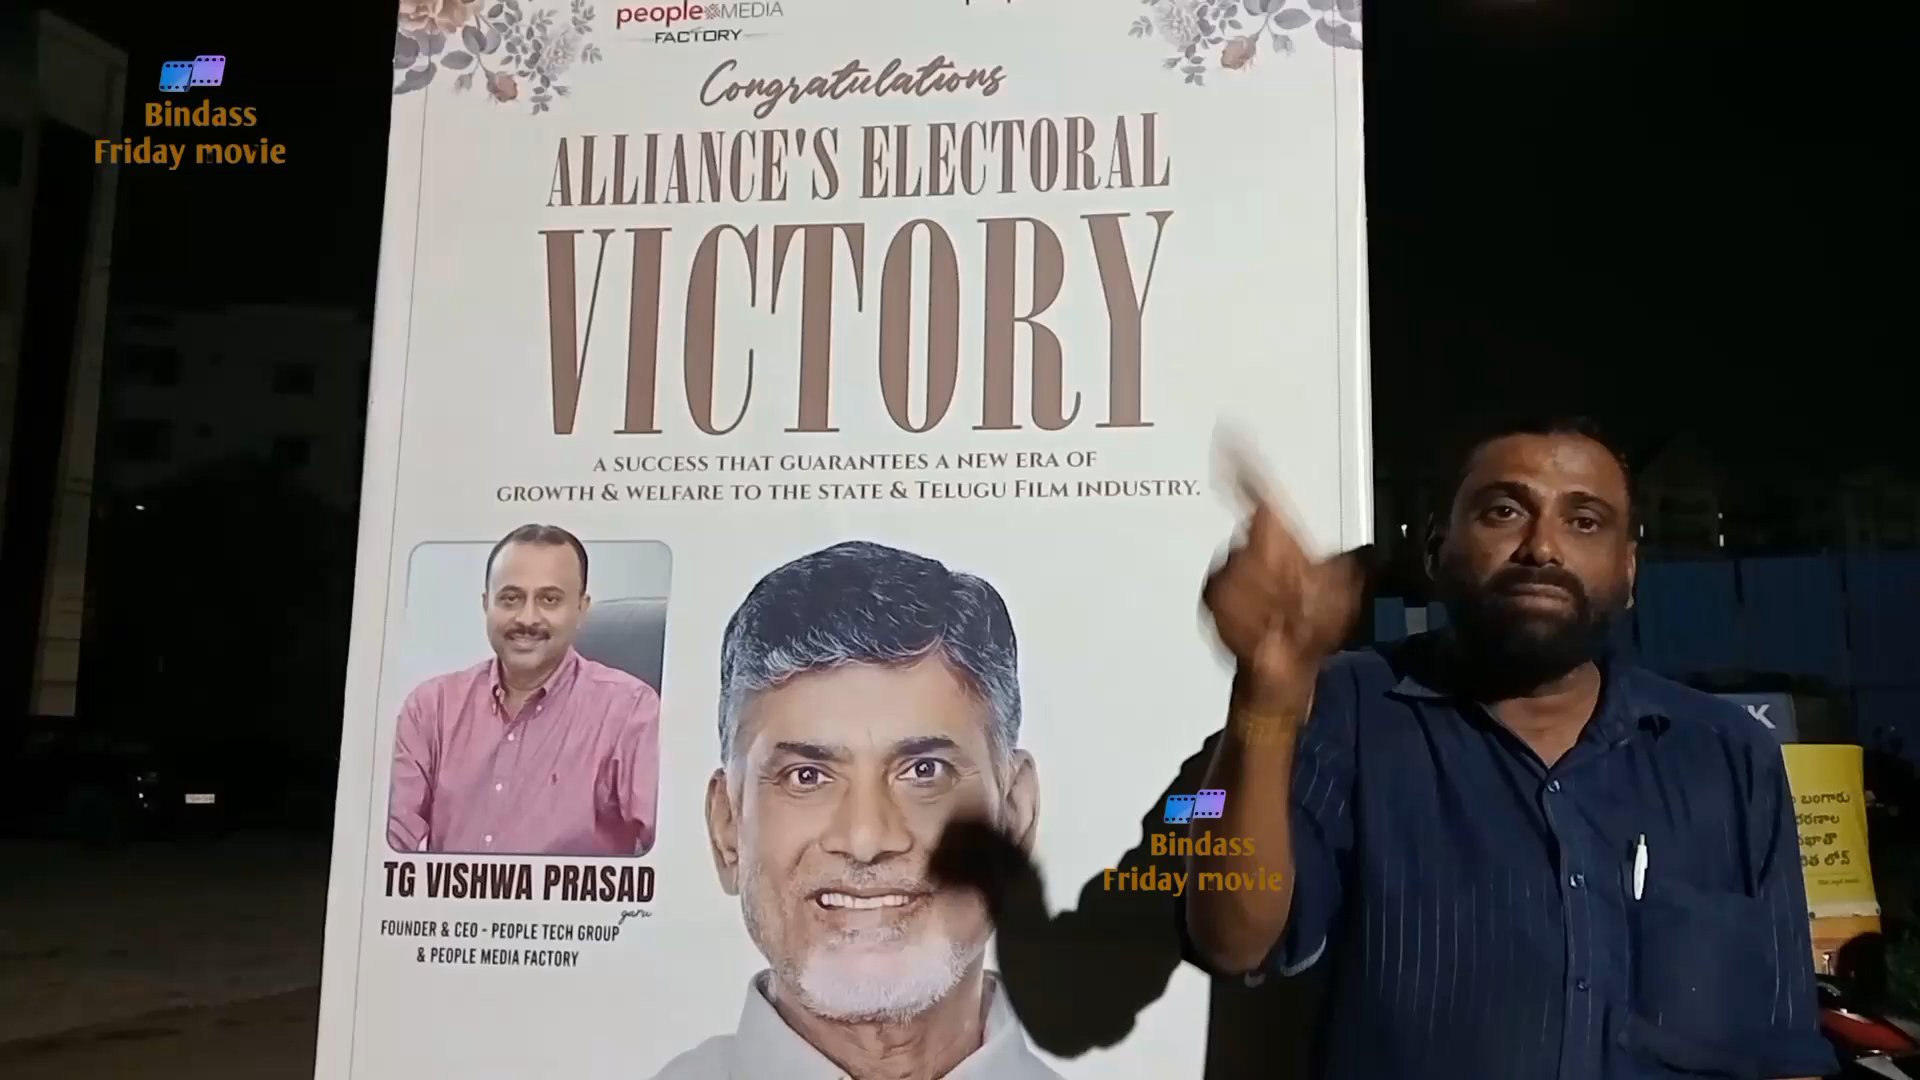 people MEDIA
FACTORY
Bindass
Friday movie
Congratulations
ALLIANCE'S ELECTORAL
VICTORY
A SUCCESS THAT GUARANTEES A NEW ERA OF
GROWTH & WELFARE TO THE STATE & TELUGU FILM INDUSTRY.
TG VISHWA PRASAD
garu
FOUNDER & CEO - PEOPLE TECH GROUP
& PEOPLE MEDIA FACTORY
Bindass
Friday movie
బంగారు
లోన్